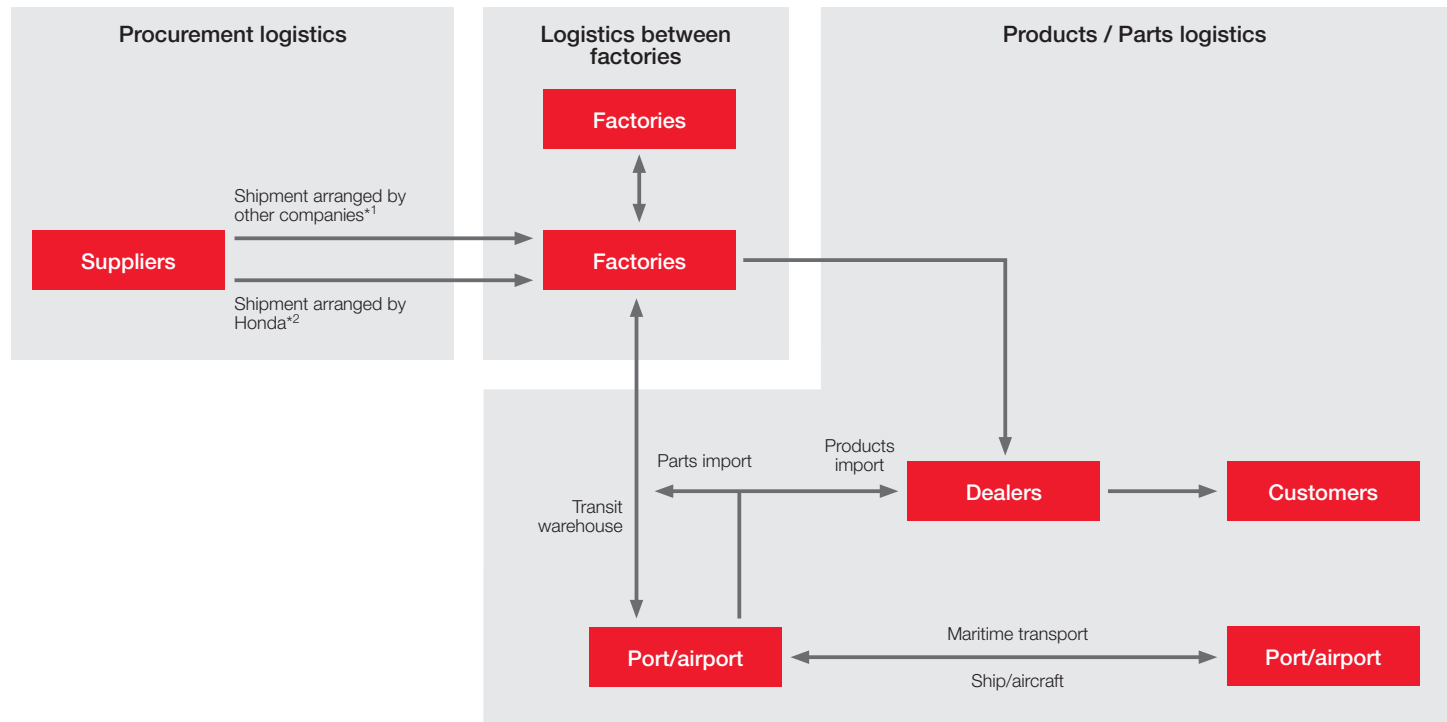 Procurement logistics
Logistics between
factories
Products / Parts logistics
Factories
Shipment arranged by
other companies*1
Suppliers
Factories
Shipment arranged by
Honda*2
Parts import
Products
import
Dealers
Customers
Transit
warehouse
Port/airport
Maritime transport
Ship/aircraft
Port/airport